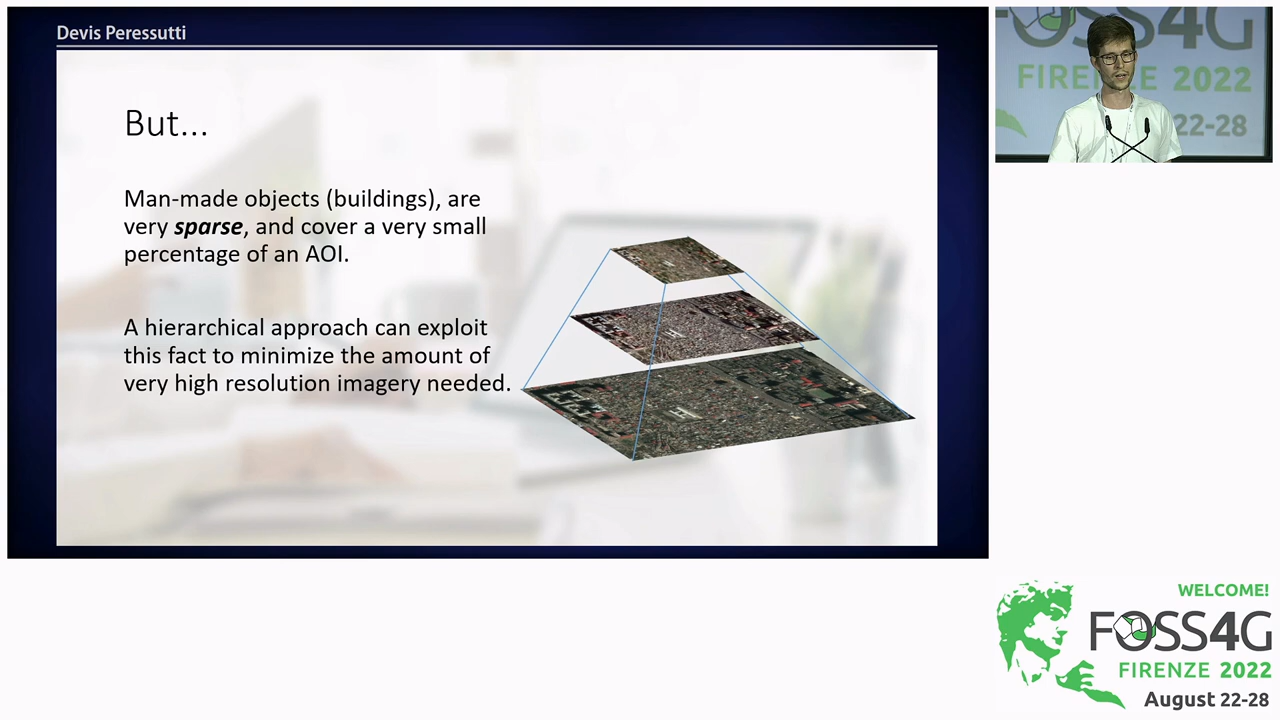 Devis Peressutti
But...
Man-made objects (buildings), are
very sparse, and cover a very small
percentage of an AOI.
A hierarchical approach can exploit
this fact to minimize the amount of
very high resolution imagery needed.
FOSS4G
FIRENZE 2022
22-28
WELCOME!
FOSS4G
FIRENZE 2022
August 22-28